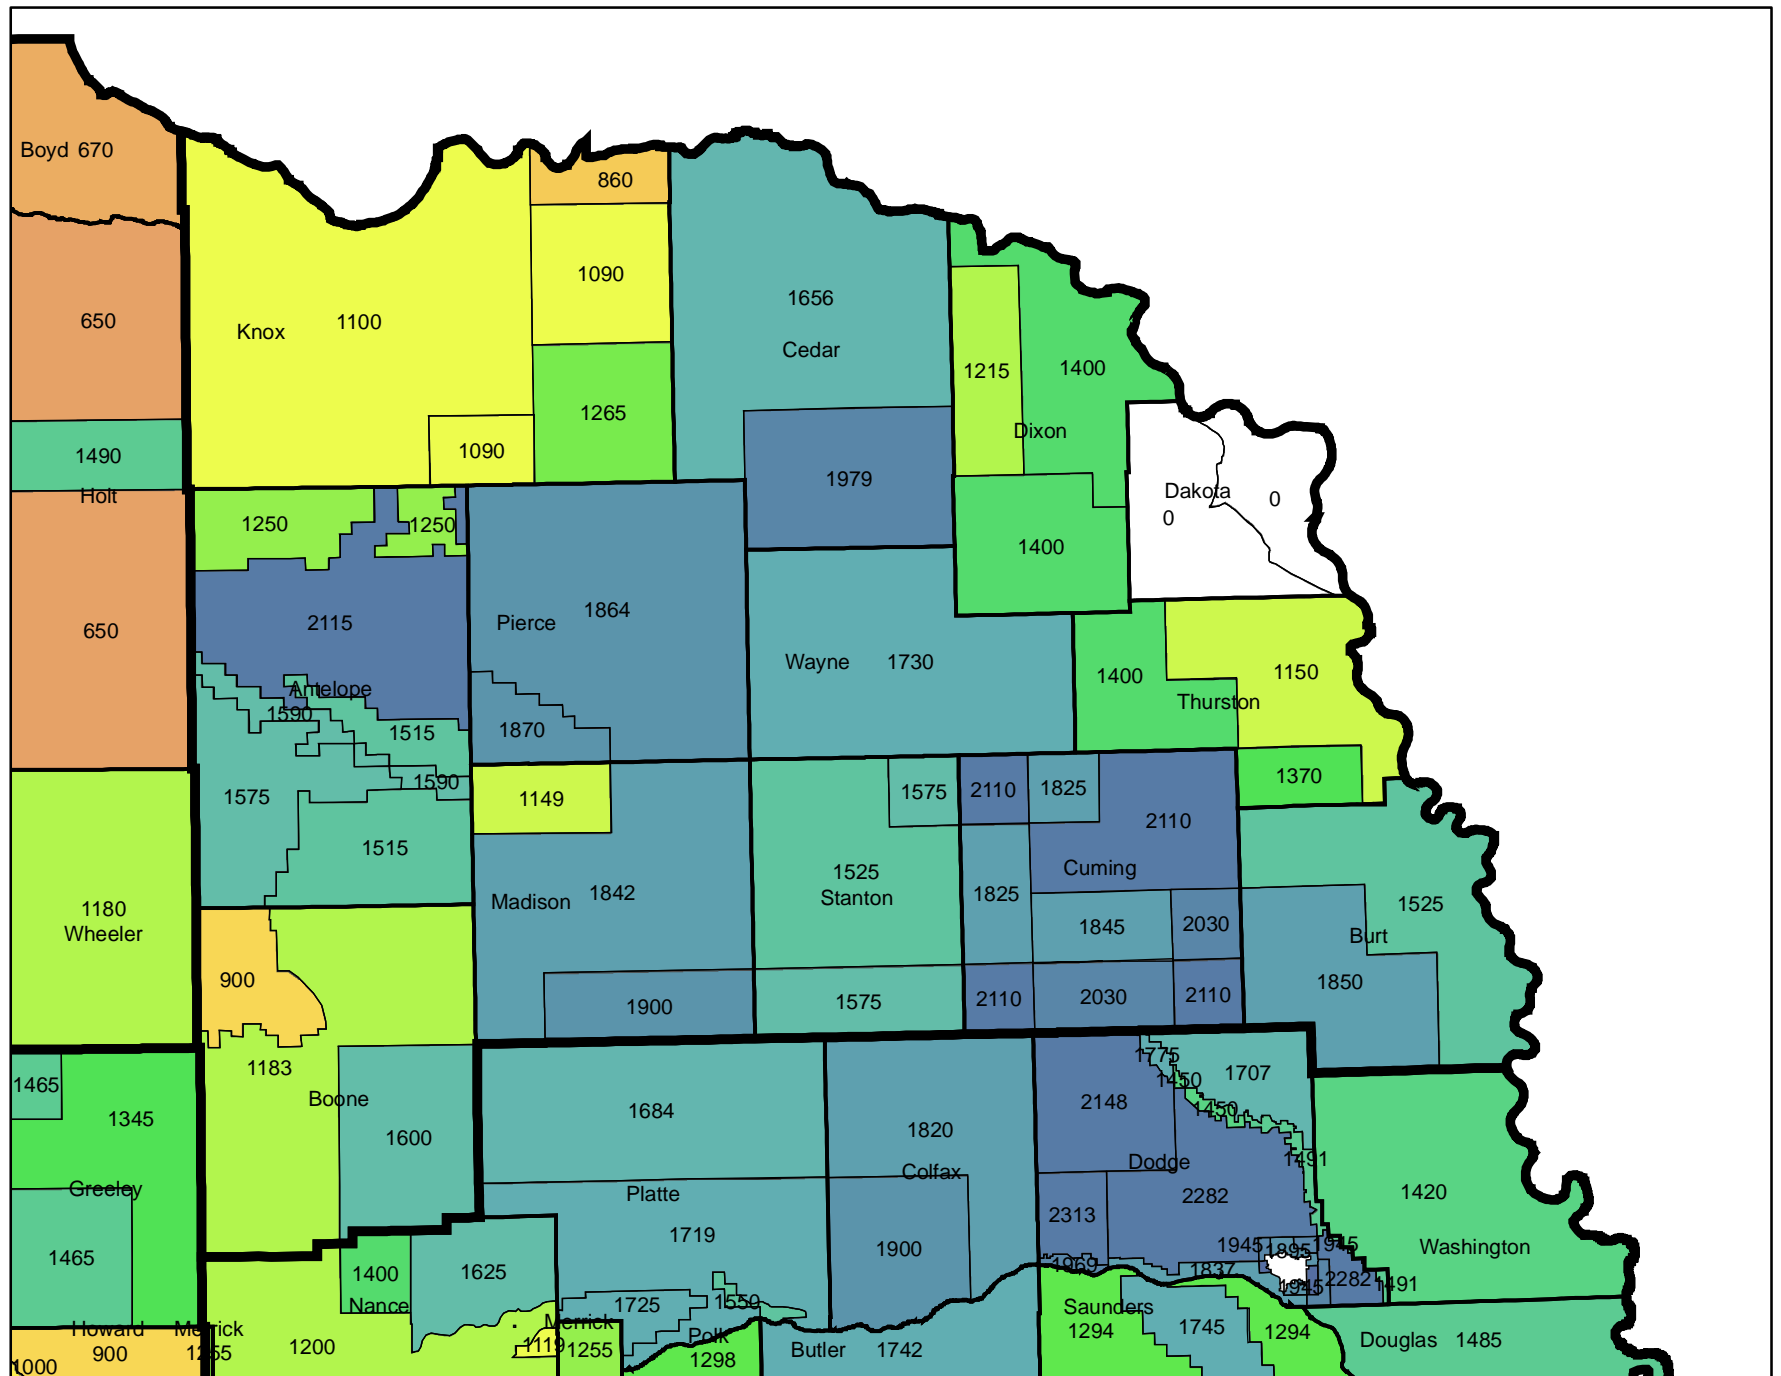 Boyd 670
860
1090
1656
650
Knox 1100
Cedar
1215
1400
1265
Dixon
1490
1090
1979
Dakota
0
0
Holt
1250
1250
1400
650
2115
Pierce 1864
Wayne 1730
1150
1400
Antelope
Thurston
1590
1870
1515
1590
1575
1149
1575
2110
1825
1370
2110
1515
Cuming
1525
Stanton
1825
Madison 1842
1525
1180
Wheeler
1845
2030
Burt
900
1850
1900
1575
2110
2030
2110
1775
1183
1450
1707
1465
Boone
2148
1450
1345
1684
1820
1600
1491
Dodge
Colfax
Greeley
Platte
2282
1420
2313
1719
1900
1945
1895
1945
Washington
1465
1969
1837
1400
1625
2282
1491
1945
Nance
1725
1550
Saunders
1294
1745
1294
Howard
Merrick
Merrick
Polk
Douglas 1485
900
1255
1200
1119
1255
1298
Butler 1742
1000